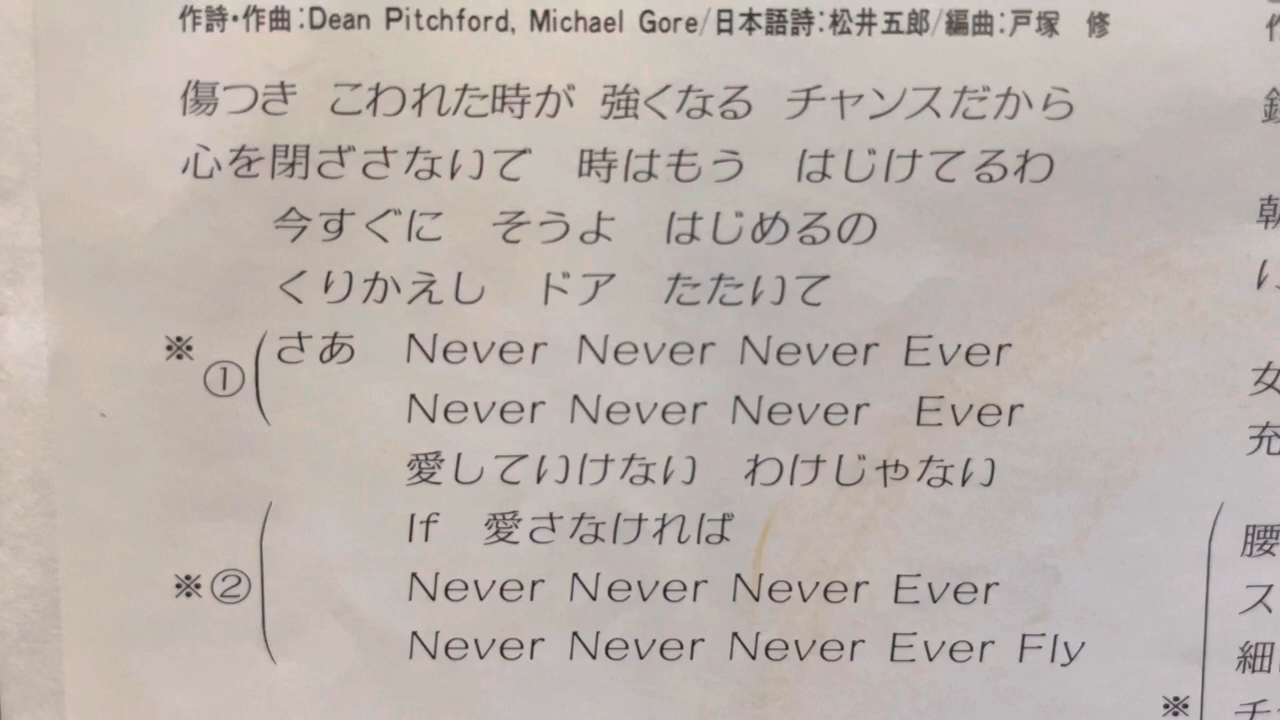 作詩・作曲：Dean Pitchford, Michael Gore/日本語詩：松井五郎/編曲：戸塚　修
傷つき　こわれた時が　強くなる　チャンスだから
心を閉ざさないで　時はもう　はじけてるわ
今すぐに　そうよ　はじめるの
くりかえし　ドア　たたいて
※①さあ　Never Never Never Ever
Never Never Never Ever
愛していけない　わけじゃない
If　愛さなければ
※②Never Never Never Ever
Never Never Never Ever Fly
女
充
腰
ス
細
※